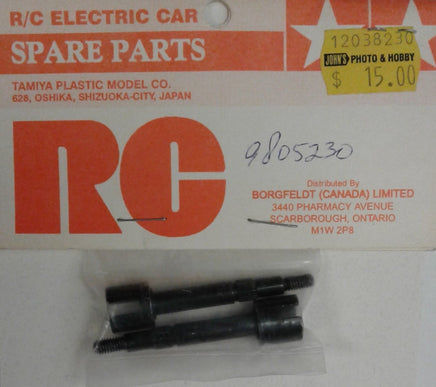 R/C ELECTRIC CAR
SPARE PARTS
TAMIYA PLASTIC MODEL CO.
628, OSHIKA, SHIZUOKA-CITY, JAPAN
12038230
JOHN'S PHOTO & HOBBY
$ 15.00
RC
9805230
Distributed By
BORGFELDT (CANADA) LIMITED
3440 PHARMACY AVENUE
SCARBOROUGH, ONTARIO
M1W 2P8